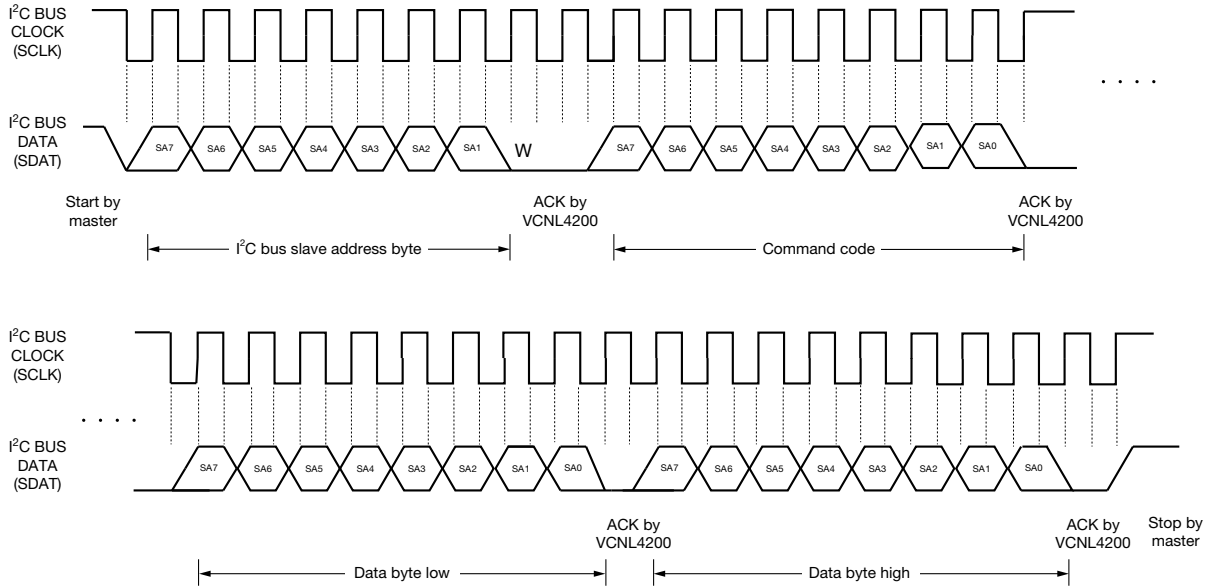 I²C BUS
CLOCK
(SCLK)
. . . .
I²C BUS
DATA
(SDAT)
SA7 SA6 SA5 SA4 SA3 SA2 SA1 W SA7 SA6 SA5 SA4 SA3 SA2 SA1 SA0
Start by
master
ACK by
VCNL4200
ACK by
VCNL4200
I²C bus slave address byte
Command code
I²C BUS
CLOCK
(SCLK)
. . . .
I²C BUS
DATA
(SDAT)
SA7 SA6 SA5 SA4 SA3 SA2 SA1 SA0 SA7 SA6 SA5 SA4 SA3 SA2 SA1 SA0
ACK by
VCNL4200
ACK by
VCNL4200
Stop by
master
Data byte low
Data byte high